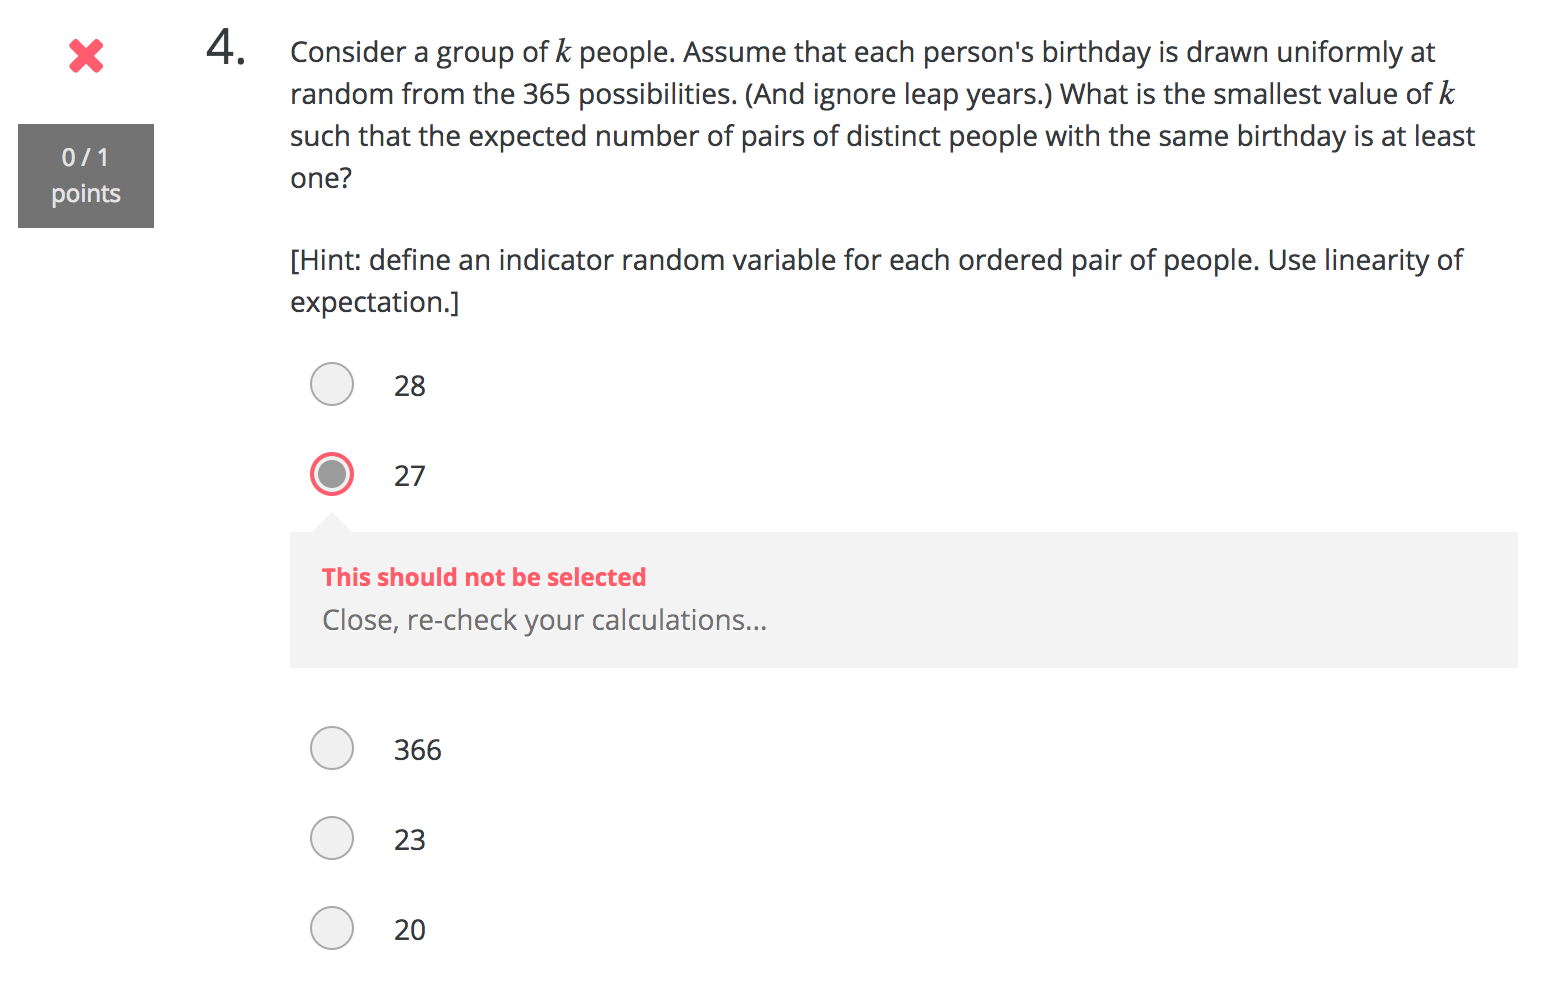 4.
Consider a group of k people. Assume that each person's birthday is drawn uniformly at
random from the 365 possibilities. (And ignore leap years.) What is the smallest value of k
such that the expected number of pairs of distinct people with the same birthday is at least
one?
0 / 1
points
[Hint: define an indicator random variable for each ordered pair of people. Use linearity of
expectation.]
28
27
This should not be selected
Close, re-check your calculations...
366
23
20